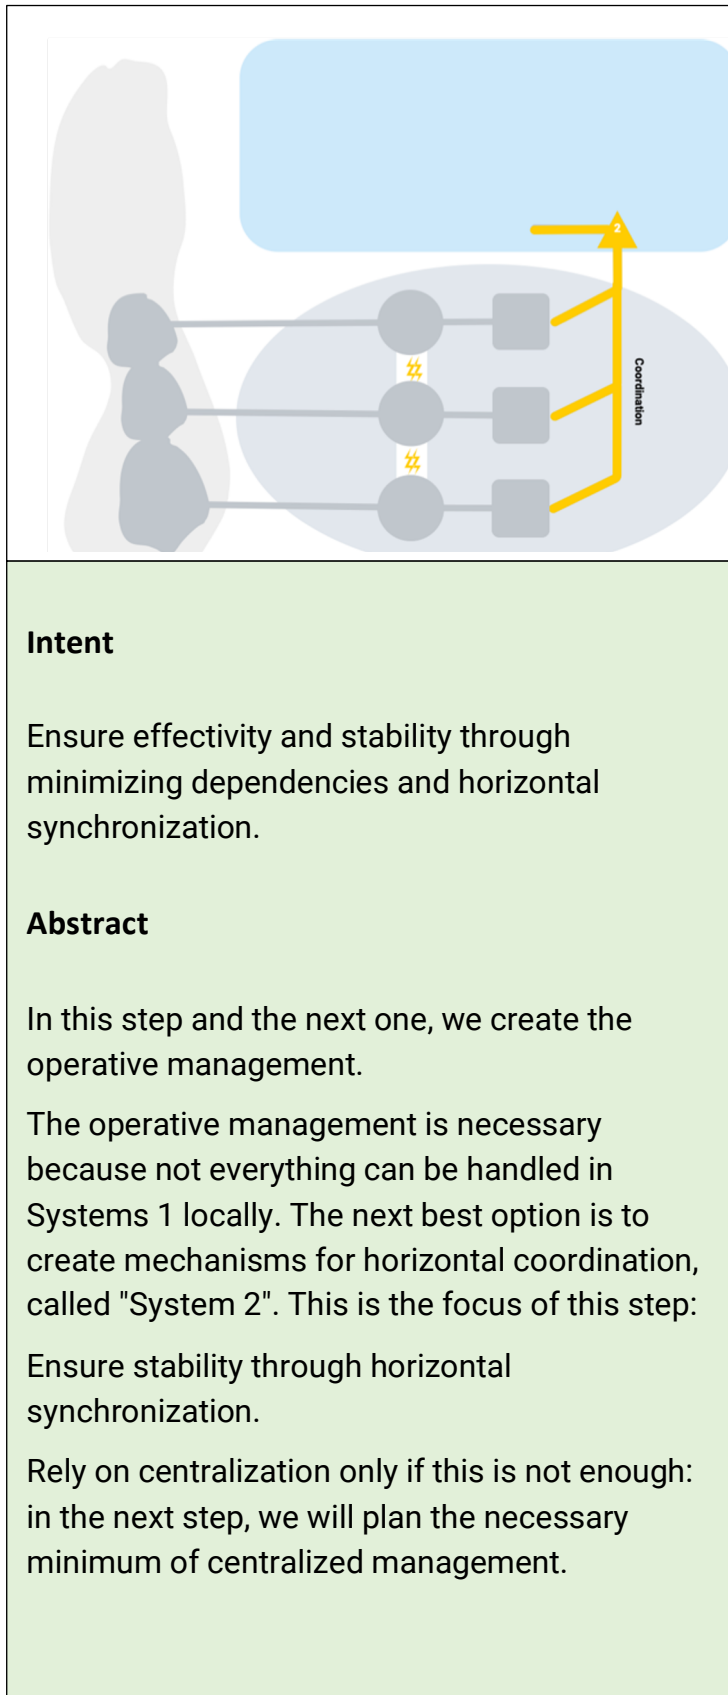 2
Coordination
Intent
Ensure effectivity and stability through
minimizing dependencies and horizontal
synchronization.
Abstract
In this step and the next one, we create the
operative management.
The operative management is necessary
because not everything can be handled in
Systems 1 locally. The next best option is to
create mechanisms for horizontal coordination,
called "System 2". This is the focus of this step:
Ensure stability through horizontal
synchronization.
Rely on centralization only if this is not enough:
in the next step, we will plan the necessary
minimum of centralized management.